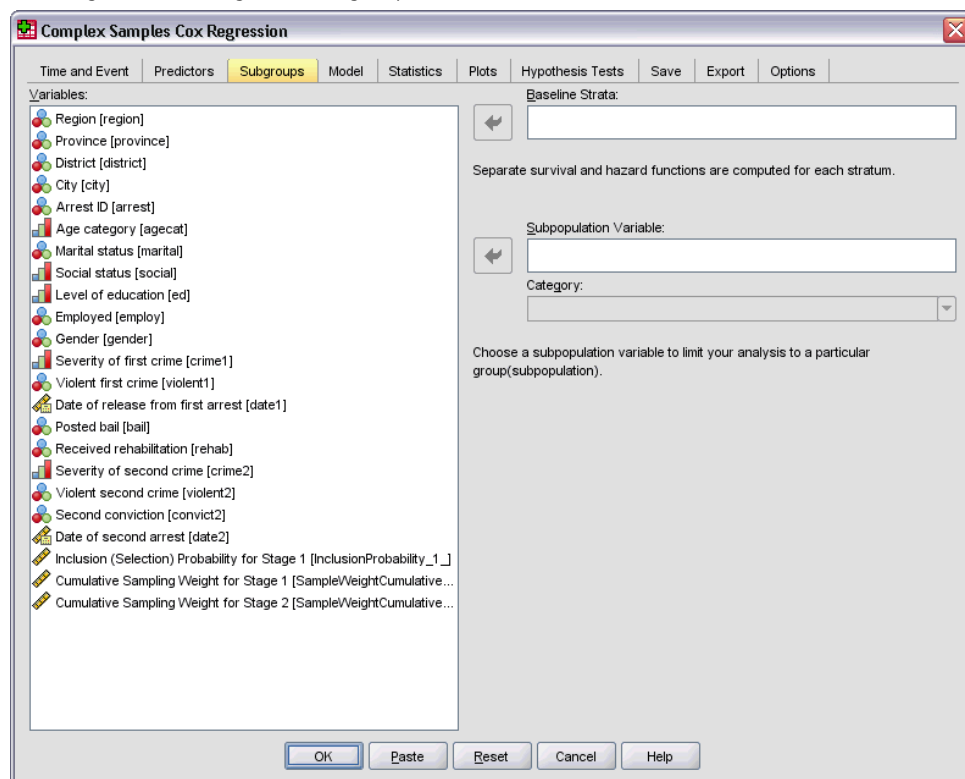 Complex Samples Cox Regression
Time and Event Predictors Subgroups Model Statistics Plots Hypothesis Tests Save Export Options
Variables:
Region [region]
Province [province]
District [district]
City [city]
Arrest ID [arrest]
Age category [agecat]
Marital status [marital]
Social status [social]
Level of education [ed]
Employed [employ]
Gender [gender]
Severity of first crime [crime1]
Violent first crime [violent1]
Date of release from first arrest [date1]
Posted bail [bail]
Received rehabilitation [rehab]
Severity of second crime [crime2]
Violent second crime [violent2]
Second conviction [convict2]
Date of second arrest [date2]
Inclusion (Selection) Probability for Stage 1 [InclusionProbability_1_]
Cumulative Sampling Weight for Stage 1 [SampleWeightCumulative...
Cumulative Sampling Weight for Stage 2 [SampleWeightCumulative...
Baseline Strata:
Separate survival and hazard functions are computed for each stratum.
Subpopulation Variable:
Category:
Choose a subpopulation variable to limit your analysis to a particular
group(subpopulation).
OK Paste Reset Cancel Help